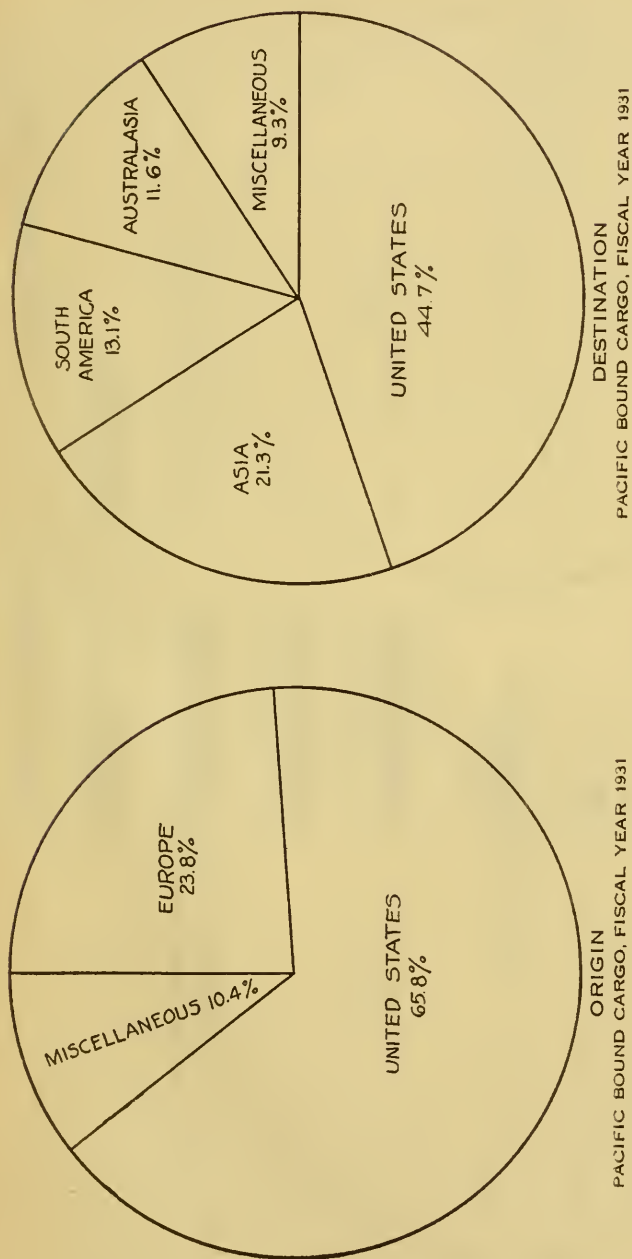 MISCELLANEOUS 10.4%
EUROPE
23.8%
UNITED STATES
65.8%
ORIGIN
PACIFIC BOUND CARGO, FISCAL YEAR 1931
SOUTH
AMERICA
13.1%
AUSTRALASIA
11.6%
ASIA
21.3%
MISCELLANEOUS
9.3%
UNITED STATES
44.7%
DESTINATION
PACIFIC BOUND CARGO, FISCAL YEAR 1931